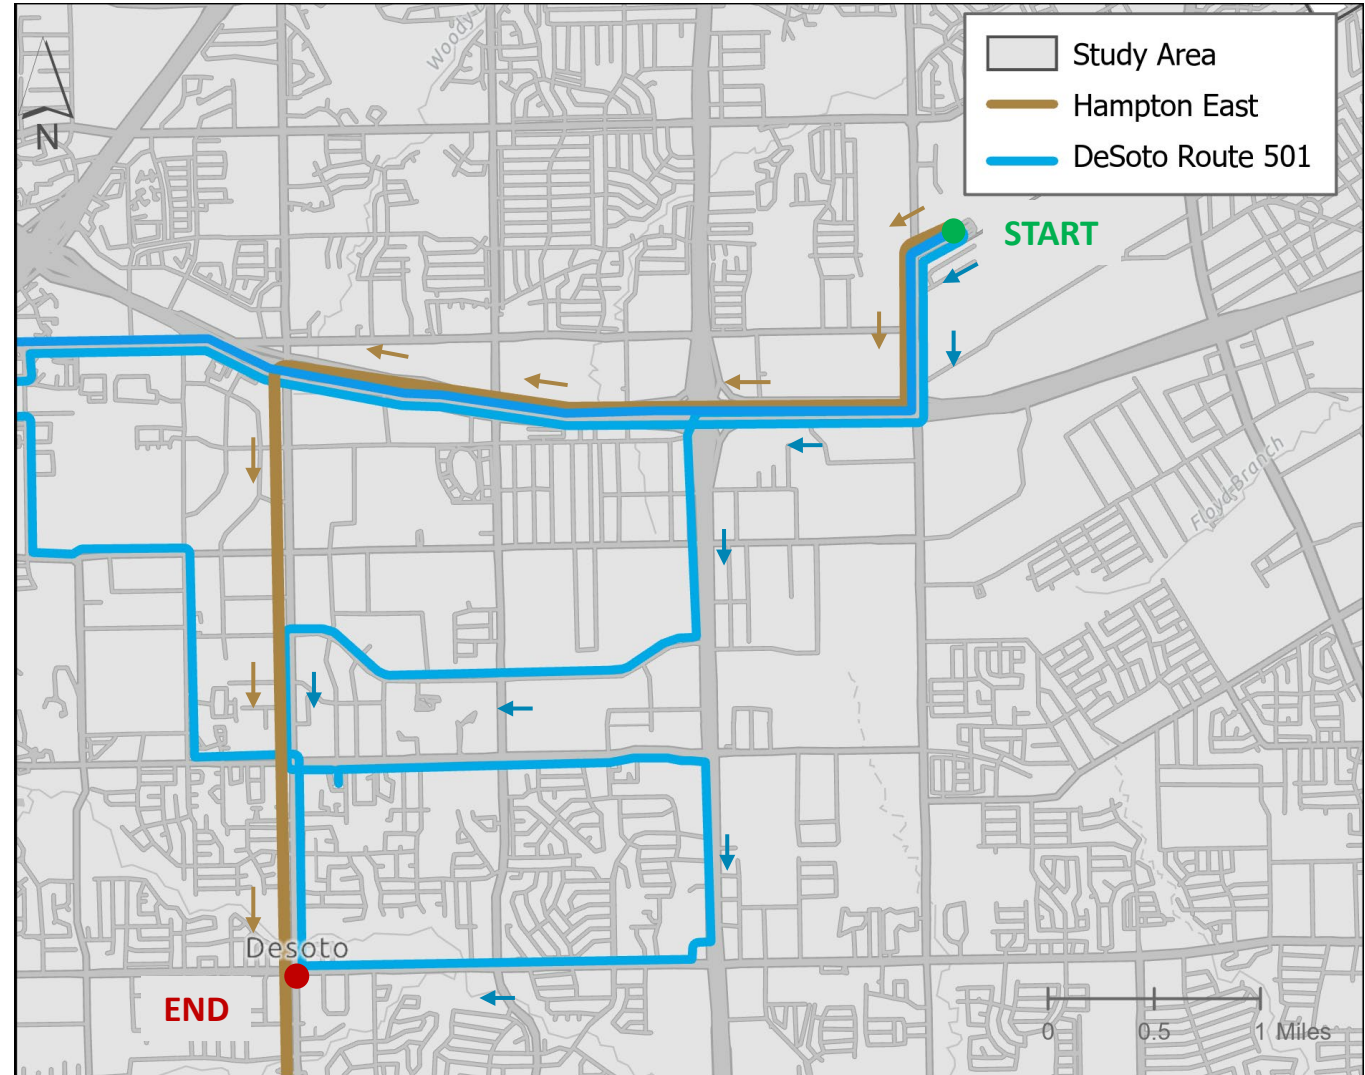 Woody
N
Study Area
Hampton East
DeSoto Route 501
START
Floyd Branch
Desoto
END
0 0.5 1 Miles